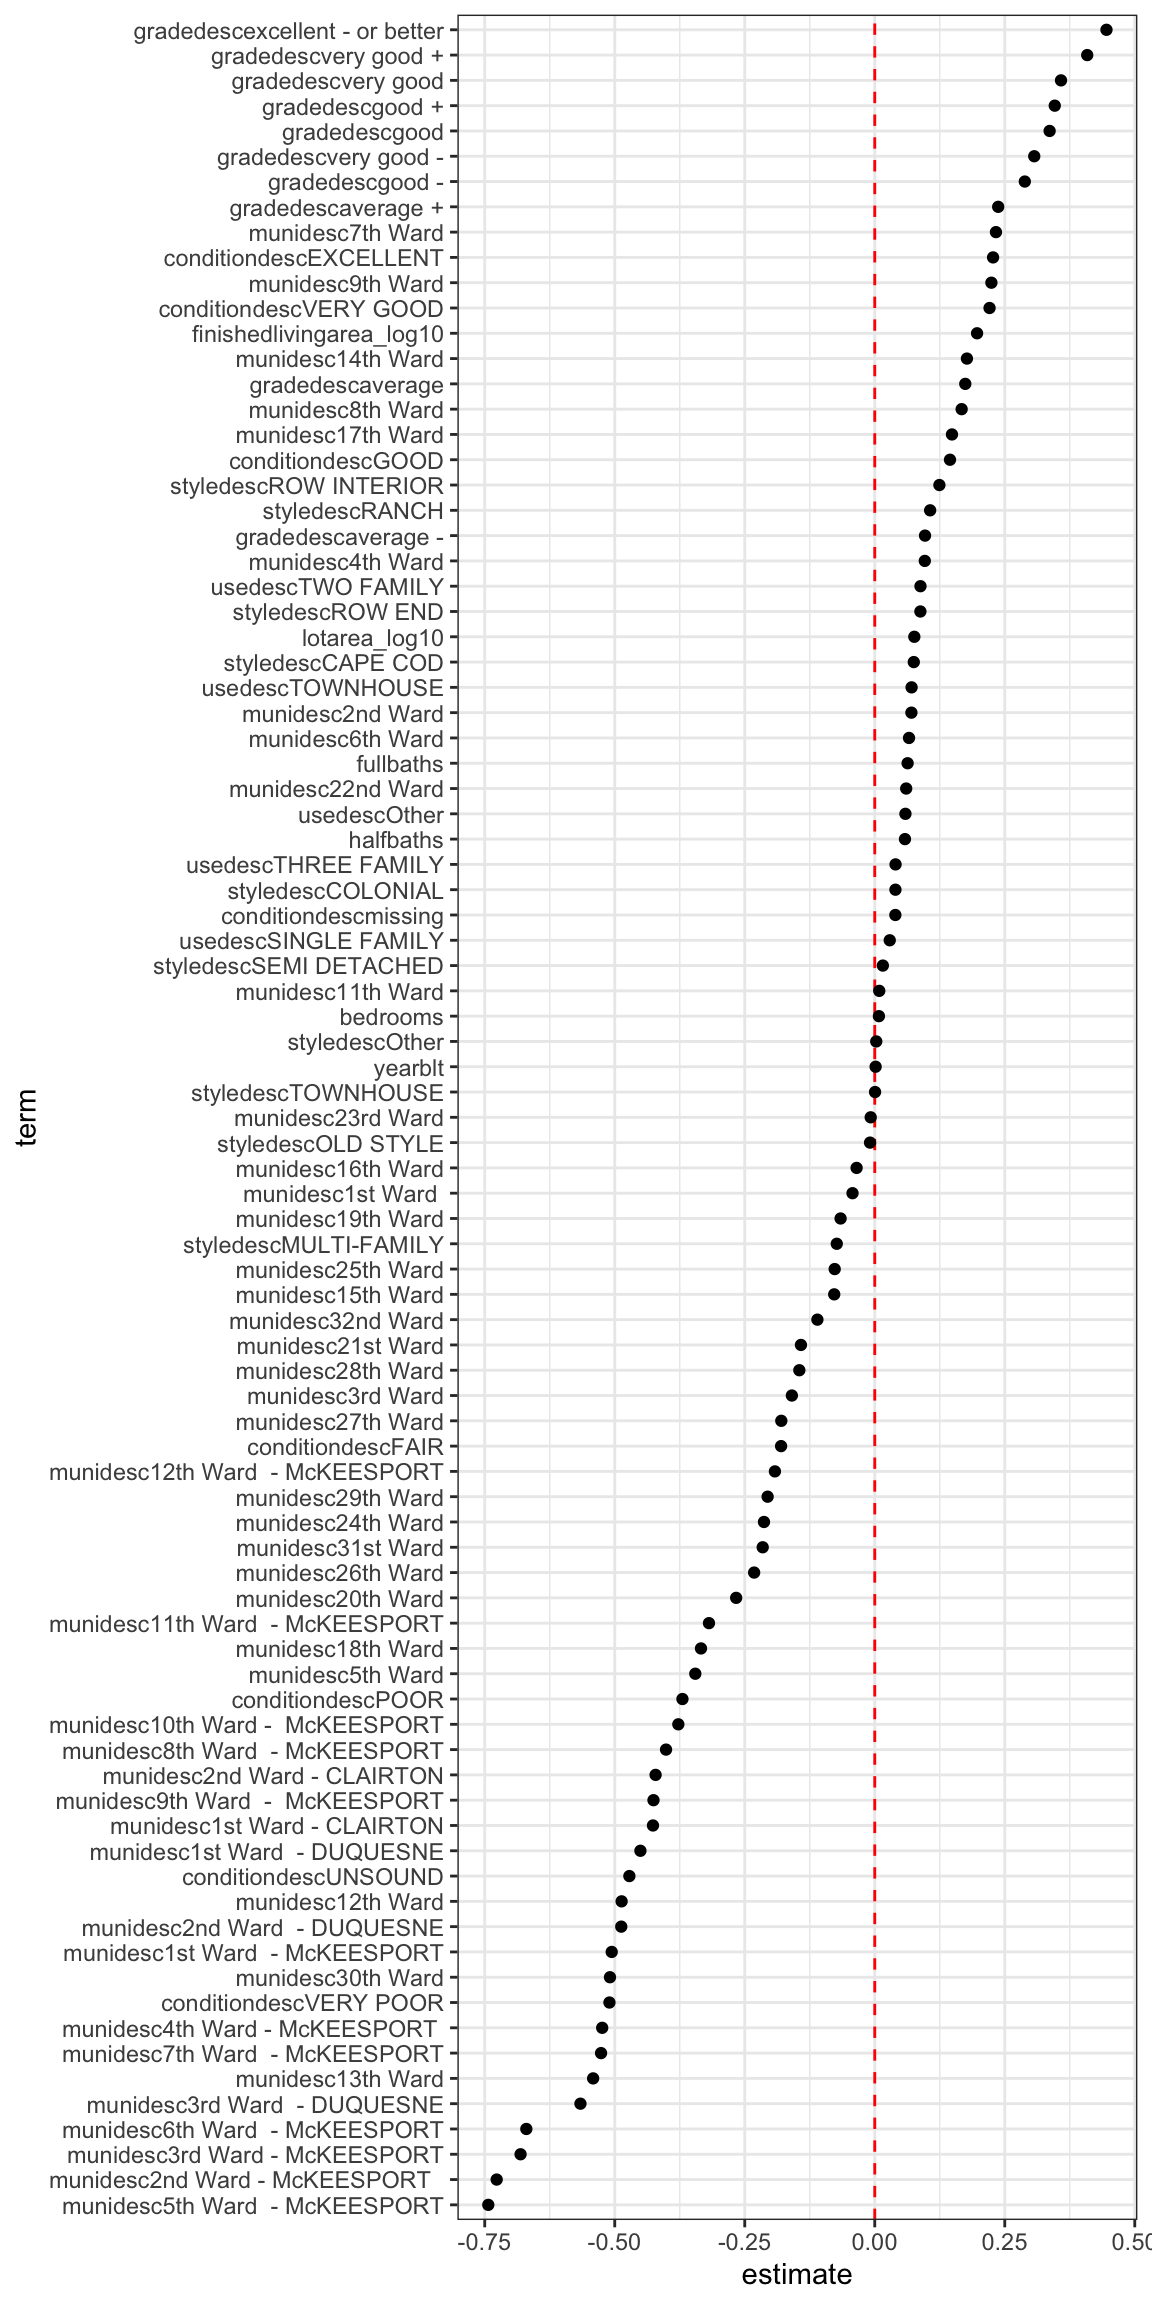 gradedescexcellent - or better
gradedescvery good +
gradedescvery good
gradedescgood +
gradedescgood
gradedescvery good -
gradedescgood -
gradedescaverage +
munidesc7th Ward
conditiondescEXCELLENT
munidesc9th Ward
conditiondescVERY GOOD
finishedlivingarea_log10
munidesc14th Ward
gradedescaverage
munidesc8th Ward
munidesc17th Ward
conditiondescGOOD
styledescROW INTERIOR
styledescRANCH
gradedescaverage -
munidesc4th Ward
usedescTWO FAMILY
styledescROW END
lotarea_log10
styledescCAPE COD
usedescTOWNHOUSE
munidesc2nd Ward
munidesc6th Ward
fullbaths
munidesc22nd Ward
usedescOther
halfbaths
usedescTHREE FAMILY
styledescCOLONIAL
conditiondescmissing
usedescSINGLE FAMILY
styledescSEMI DETACHED
munidesc11th Ward
bedrooms
styledescOther
yearblt
styledescTOWNHOUSE
munidesc23rd Ward
styledescOLD STYLE
munidesc16th Ward
munidesc1st Ward
munidesc19th Ward
styledescMULTI-FAMILY
munidesc25th Ward
munidesc15th Ward
munidesc32nd Ward
munidesc21st Ward
munidesc28th Ward
munidesc3rd Ward
munidesc27th Ward
conditiondescFAIR
munidesc12th Ward  - McKEESPORT
munidesc29th Ward
munidesc24th Ward
munidesc31st Ward
munidesc26th Ward
munidesc20th Ward
munidesc11th Ward  - McKEESPORT
munidesc18th Ward
munidesc5th Ward
conditiondescPOOR
munidesc10th Ward -  McKEESPORT
munidesc8th Ward  - McKEESPORT
munidesc2nd Ward - CLAIRTON
munidesc9th Ward  -  McKEESPORT
munidesc1st Ward - CLAIRTON
munidesc1st Ward  - DUQUESNE
conditiondescUNSOUND
munidesc12th Ward
munidesc2nd Ward  - DUQUESNE
munidesc1st Ward  - McKEESPORT
munidesc30th Ward
conditiondescVERY POOR
munidesc4th Ward - McKEESPORT
munidesc7th Ward  - McKEESPORT
munidesc13th Ward
munidesc3rd Ward  - DUQUESNE
munidesc6th Ward  - McKEESPORT
munidesc3rd Ward - McKEESPORT
munidesc2nd Ward - McKEESPORT
munidesc5th Ward  - McKEESPORT
term
-0.75 -0.50 -0.25 0.00 0.25 0.50
estimate